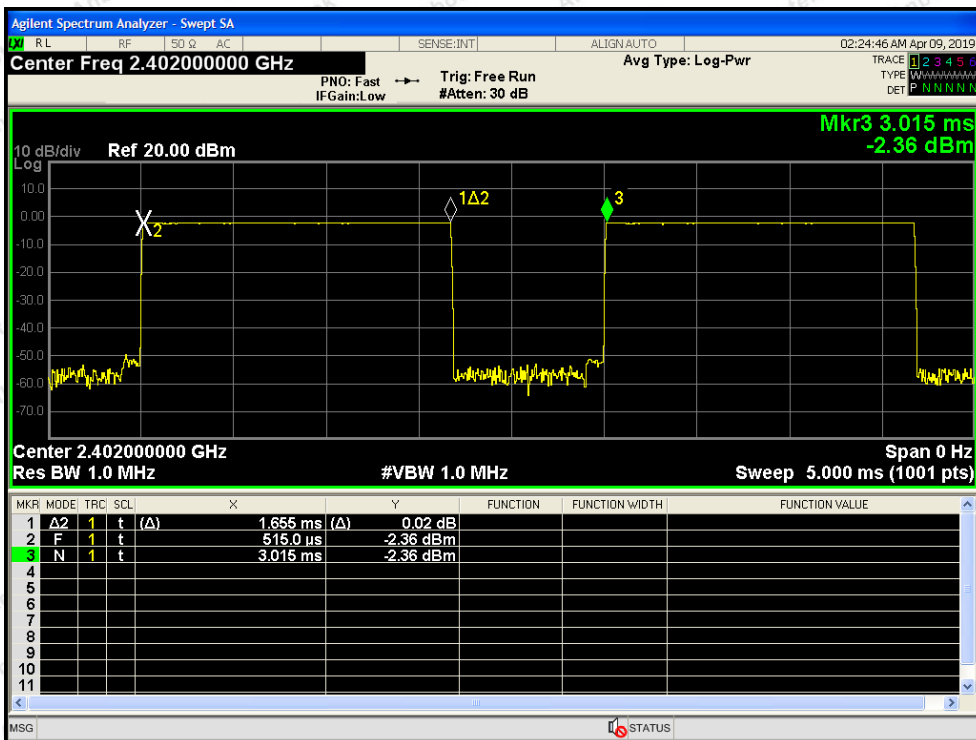 Agilent Spectrum Analyzer - Swept SA
LXI RL RF 50 Ω AC SENSE:INT ALIGN AUTO 02:24:46 AM Apr 09, 2019
Center Freq 2.402000000 GHz Avg Type: Log-Pwr TRACE 1 2 3 4 5 6
PNO: Fast Trig: Free Run TYPE WWWWWW
IFGain:Low #Atten: 30 dB DET P N N N N N
Mkr3 3.015 ms
10 dB/div Ref 20.00 dBm -2.36 dBm
Log
10.0
1Δ2 3
0.00
2
-10.0
-20.0
-30.0
-40.0
-50.0
-60.0
-70.0
Center 2.402000000 GHz Span 0 Hz
Res BW 1.0 MHz #VBW 1.0 MHz Sweep 5.000 ms (1001 pts)
MKR MODE TRC SCL X Y FUNCTION FUNCTION WIDTH FUNCTION VALUE
1 Δ2 1 t (Δ) 1.655 ms (Δ) 0.02 dB
2 F 1 t 515.0 µs -2.36 dBm
3 N 1 t 3.015 ms -2.36 dBm
4
5
6
7
8
9
10
11
MSG STATUS